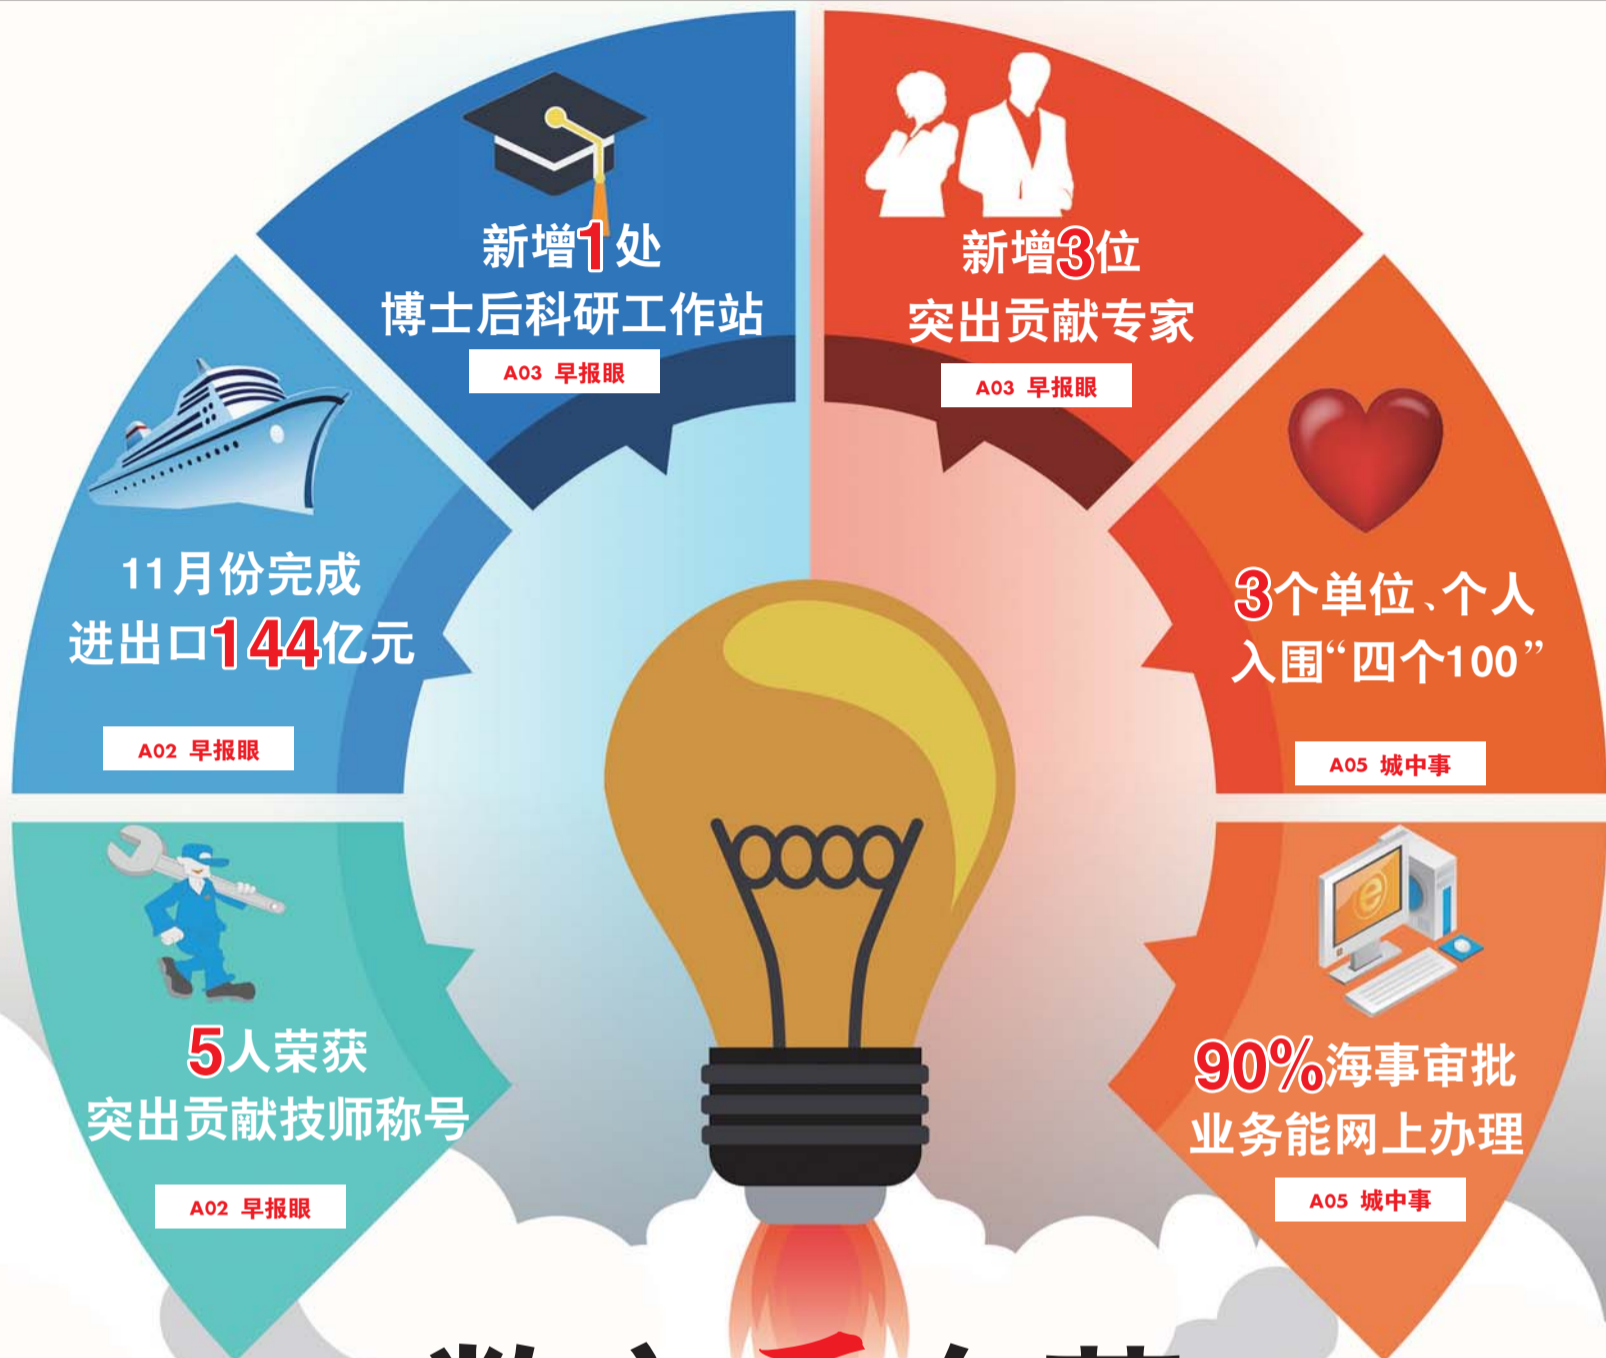 新增1处
博士后科研工作站
A03 早报眼
新增3位
突出贡献专家
A03 早报眼
11月份完成
进出口144亿元
A02 早报眼
3个单位、个人
入围“四个100”
A05 城中事
5人荣获
突出贡献技师称号
A02 早报眼
e
90%海事审批
业务能网上办理
A05 城中事